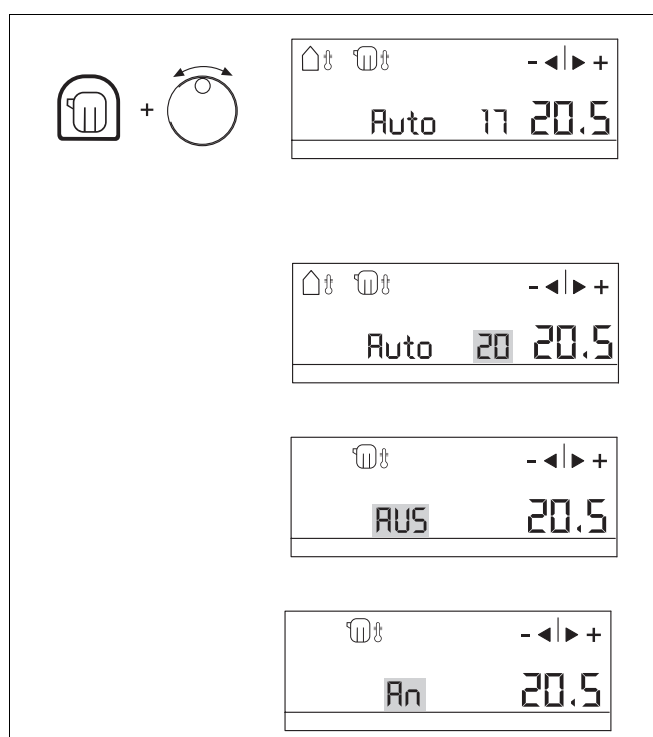 + - +
Auto 17 20.5
- +
Auto 20 20.5
- +
AUS 20.5
- +
An 20.5